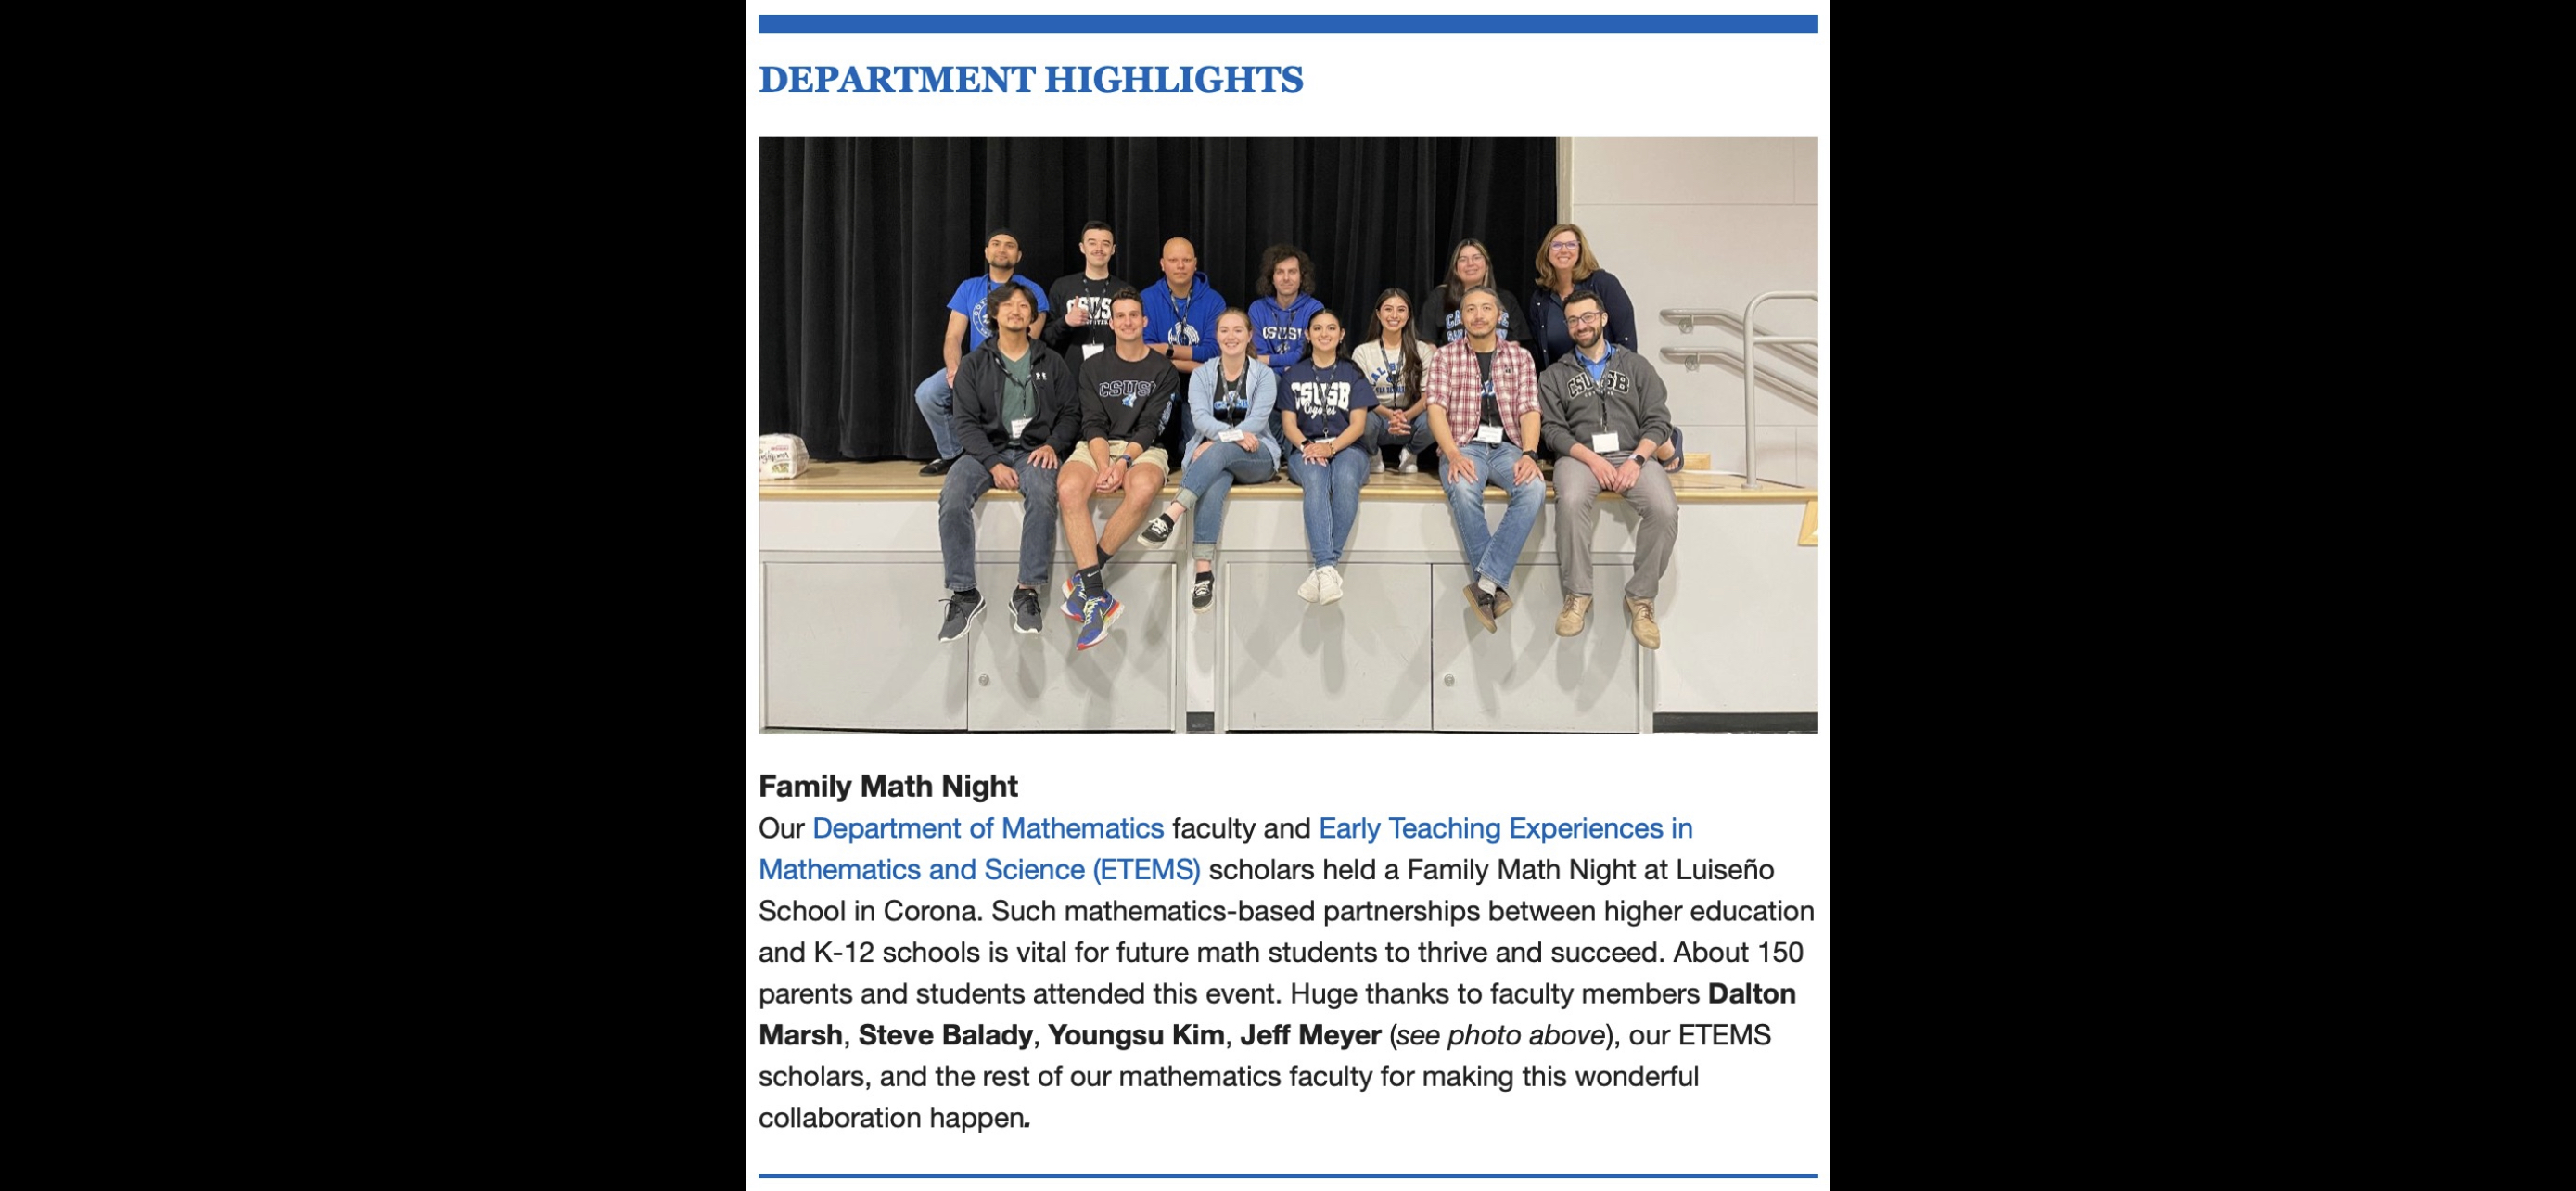 DEPARTMENT HIGHLIGHTS
CSUSB
Coyotes
CSUSB
Family Math Night
Our Department of Mathematics faculty and Early Teaching Experiences in
Mathematics and Science (ETEMS) scholars held a Family Math Night at Luiseño
School in Corona. Such mathematics-based partnerships between higher education
and K-12 schools is vital for future math students to thrive and succeed. About 150
parents and students attended this event. Huge thanks to faculty members Dalton
Marsh, Steve Balady, Youngsu Kim, Jeff Meyer (see photo above), our ETEMS
scholars, and the rest of our mathematics faculty for making this wonderful
collaboration happen.